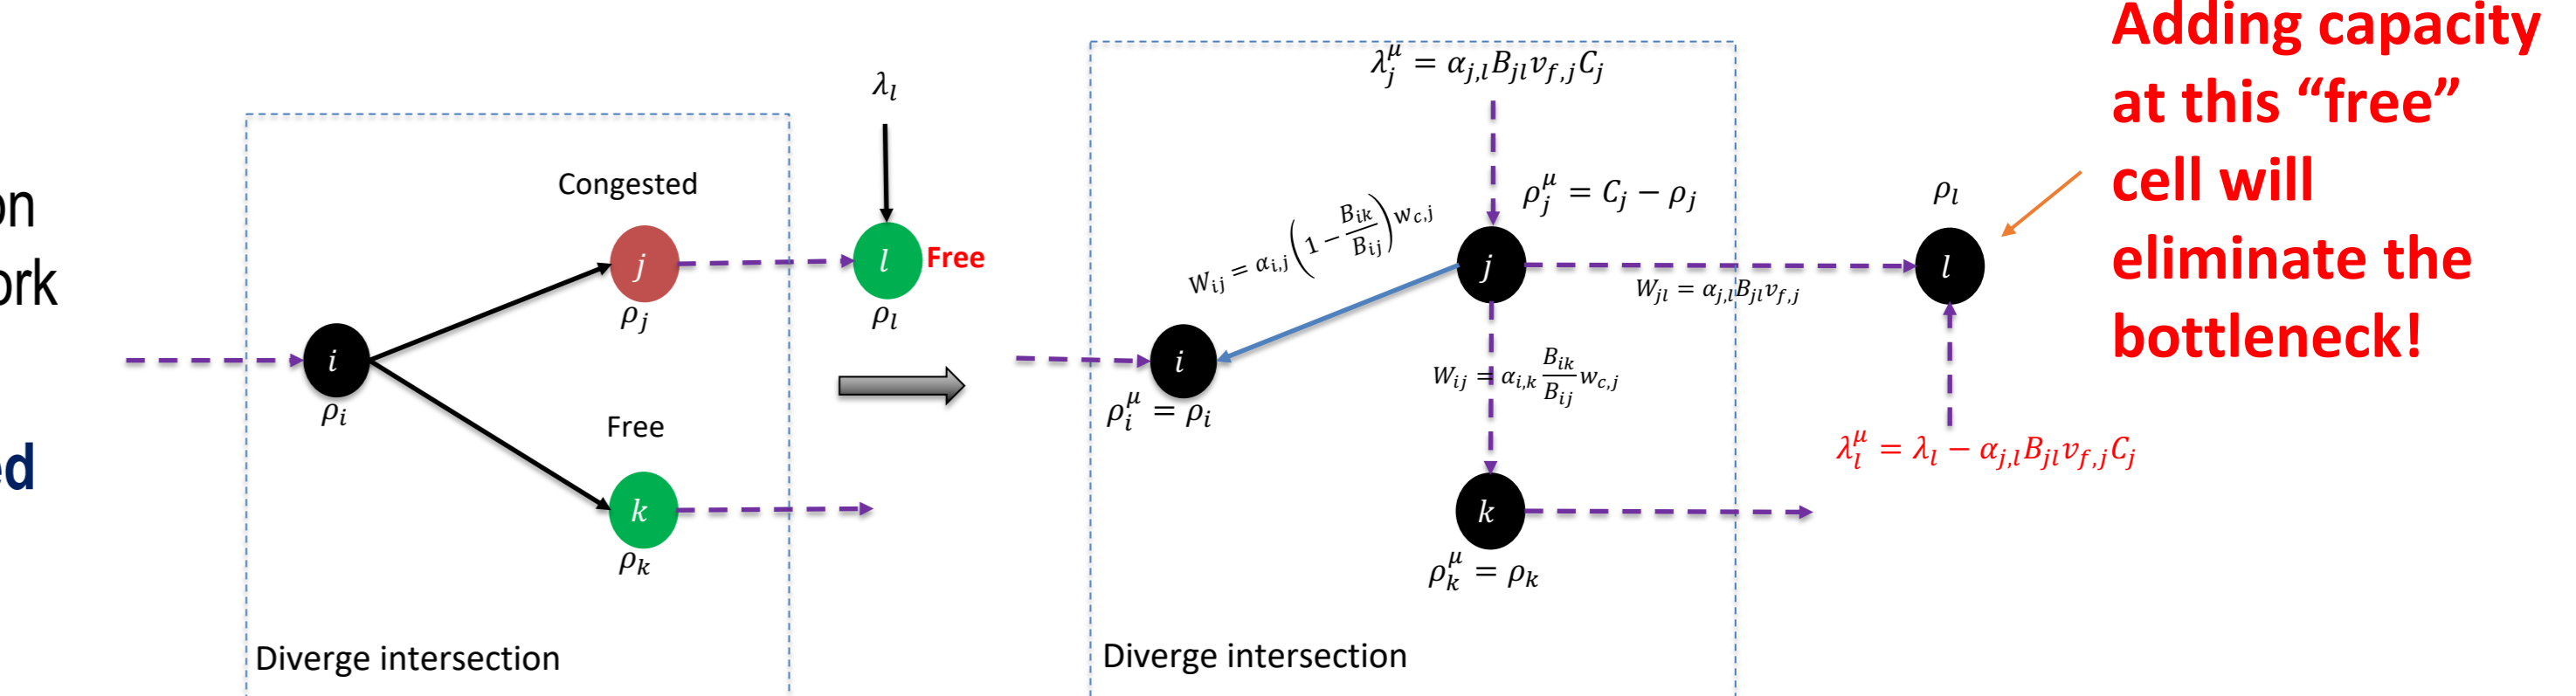 on
ork
ed
λ_l
Congested
j
ρ_j
l
Free
ρ_l
i
ρ_i
Free
k
ρ_k
Diverge intersection
λ_j^μ = α_{j,l}B_{jl}v_{f,j}C_j
ρ_j^μ = C_j − ρ_j
W_{ij} = α_{i,j}(1 − B_{ik}/B_{ij})w_{c,j}
j
W_{jl} = α_{j,l}B_{jl}v_{f,j}
ρ_l
l
i
ρ_i^μ = ρ_i
W_{ij} = α_{i,k} B_{ik}/B_{ij} w_{c,j}
λ_l^μ = λ_l − α_{j,l}B_{jl}v_{f,j}C_j
k
ρ_k^μ = ρ_k
Diverge intersection
Adding capacity
at this “free”
cell will
eliminate the
bottleneck!